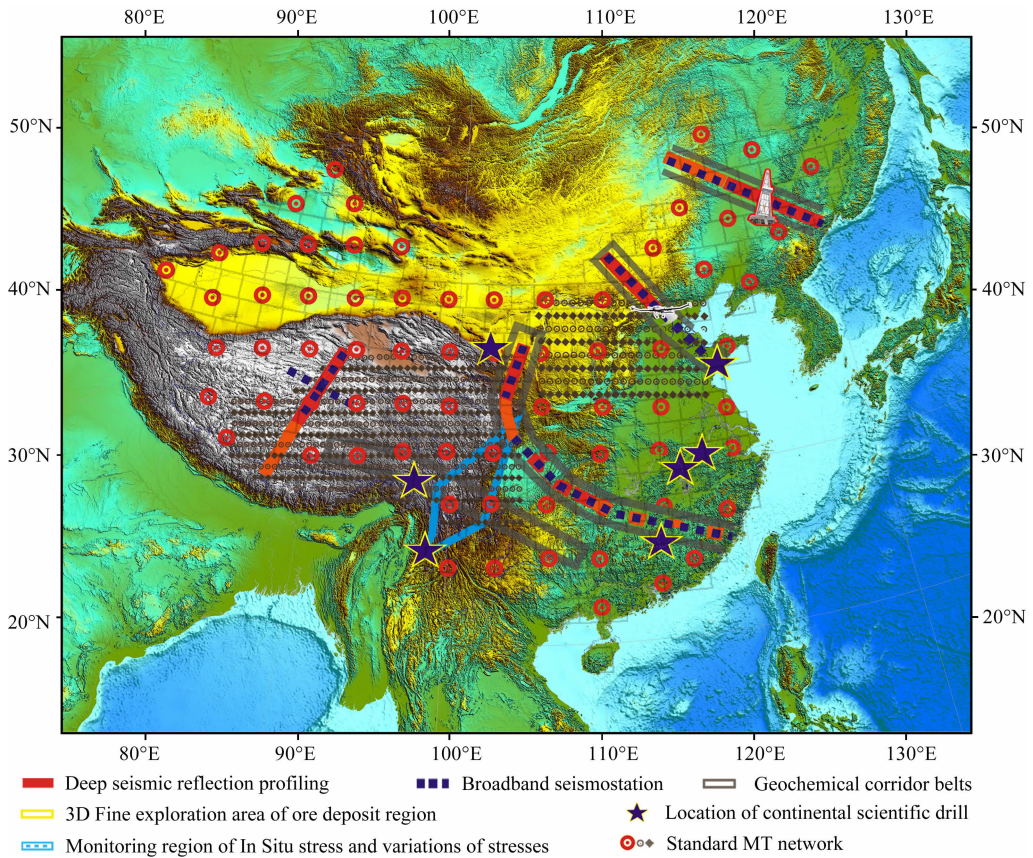 80°E 90°E 100°E 110°E 120°E 130°E
50°N 50°N
40°N 40°N
30°N 30°N
20°N 20°N
80°E 90°E 100°E 110°E 120°E 130°E
Deep seismic reflection profiling Broadband seismostation Geochemical corridor belts
3D Fine exploration area of ore deposit region Location of continental scientific drill
Monitoring region of In Situ stress and variations of stresses Standard MT network